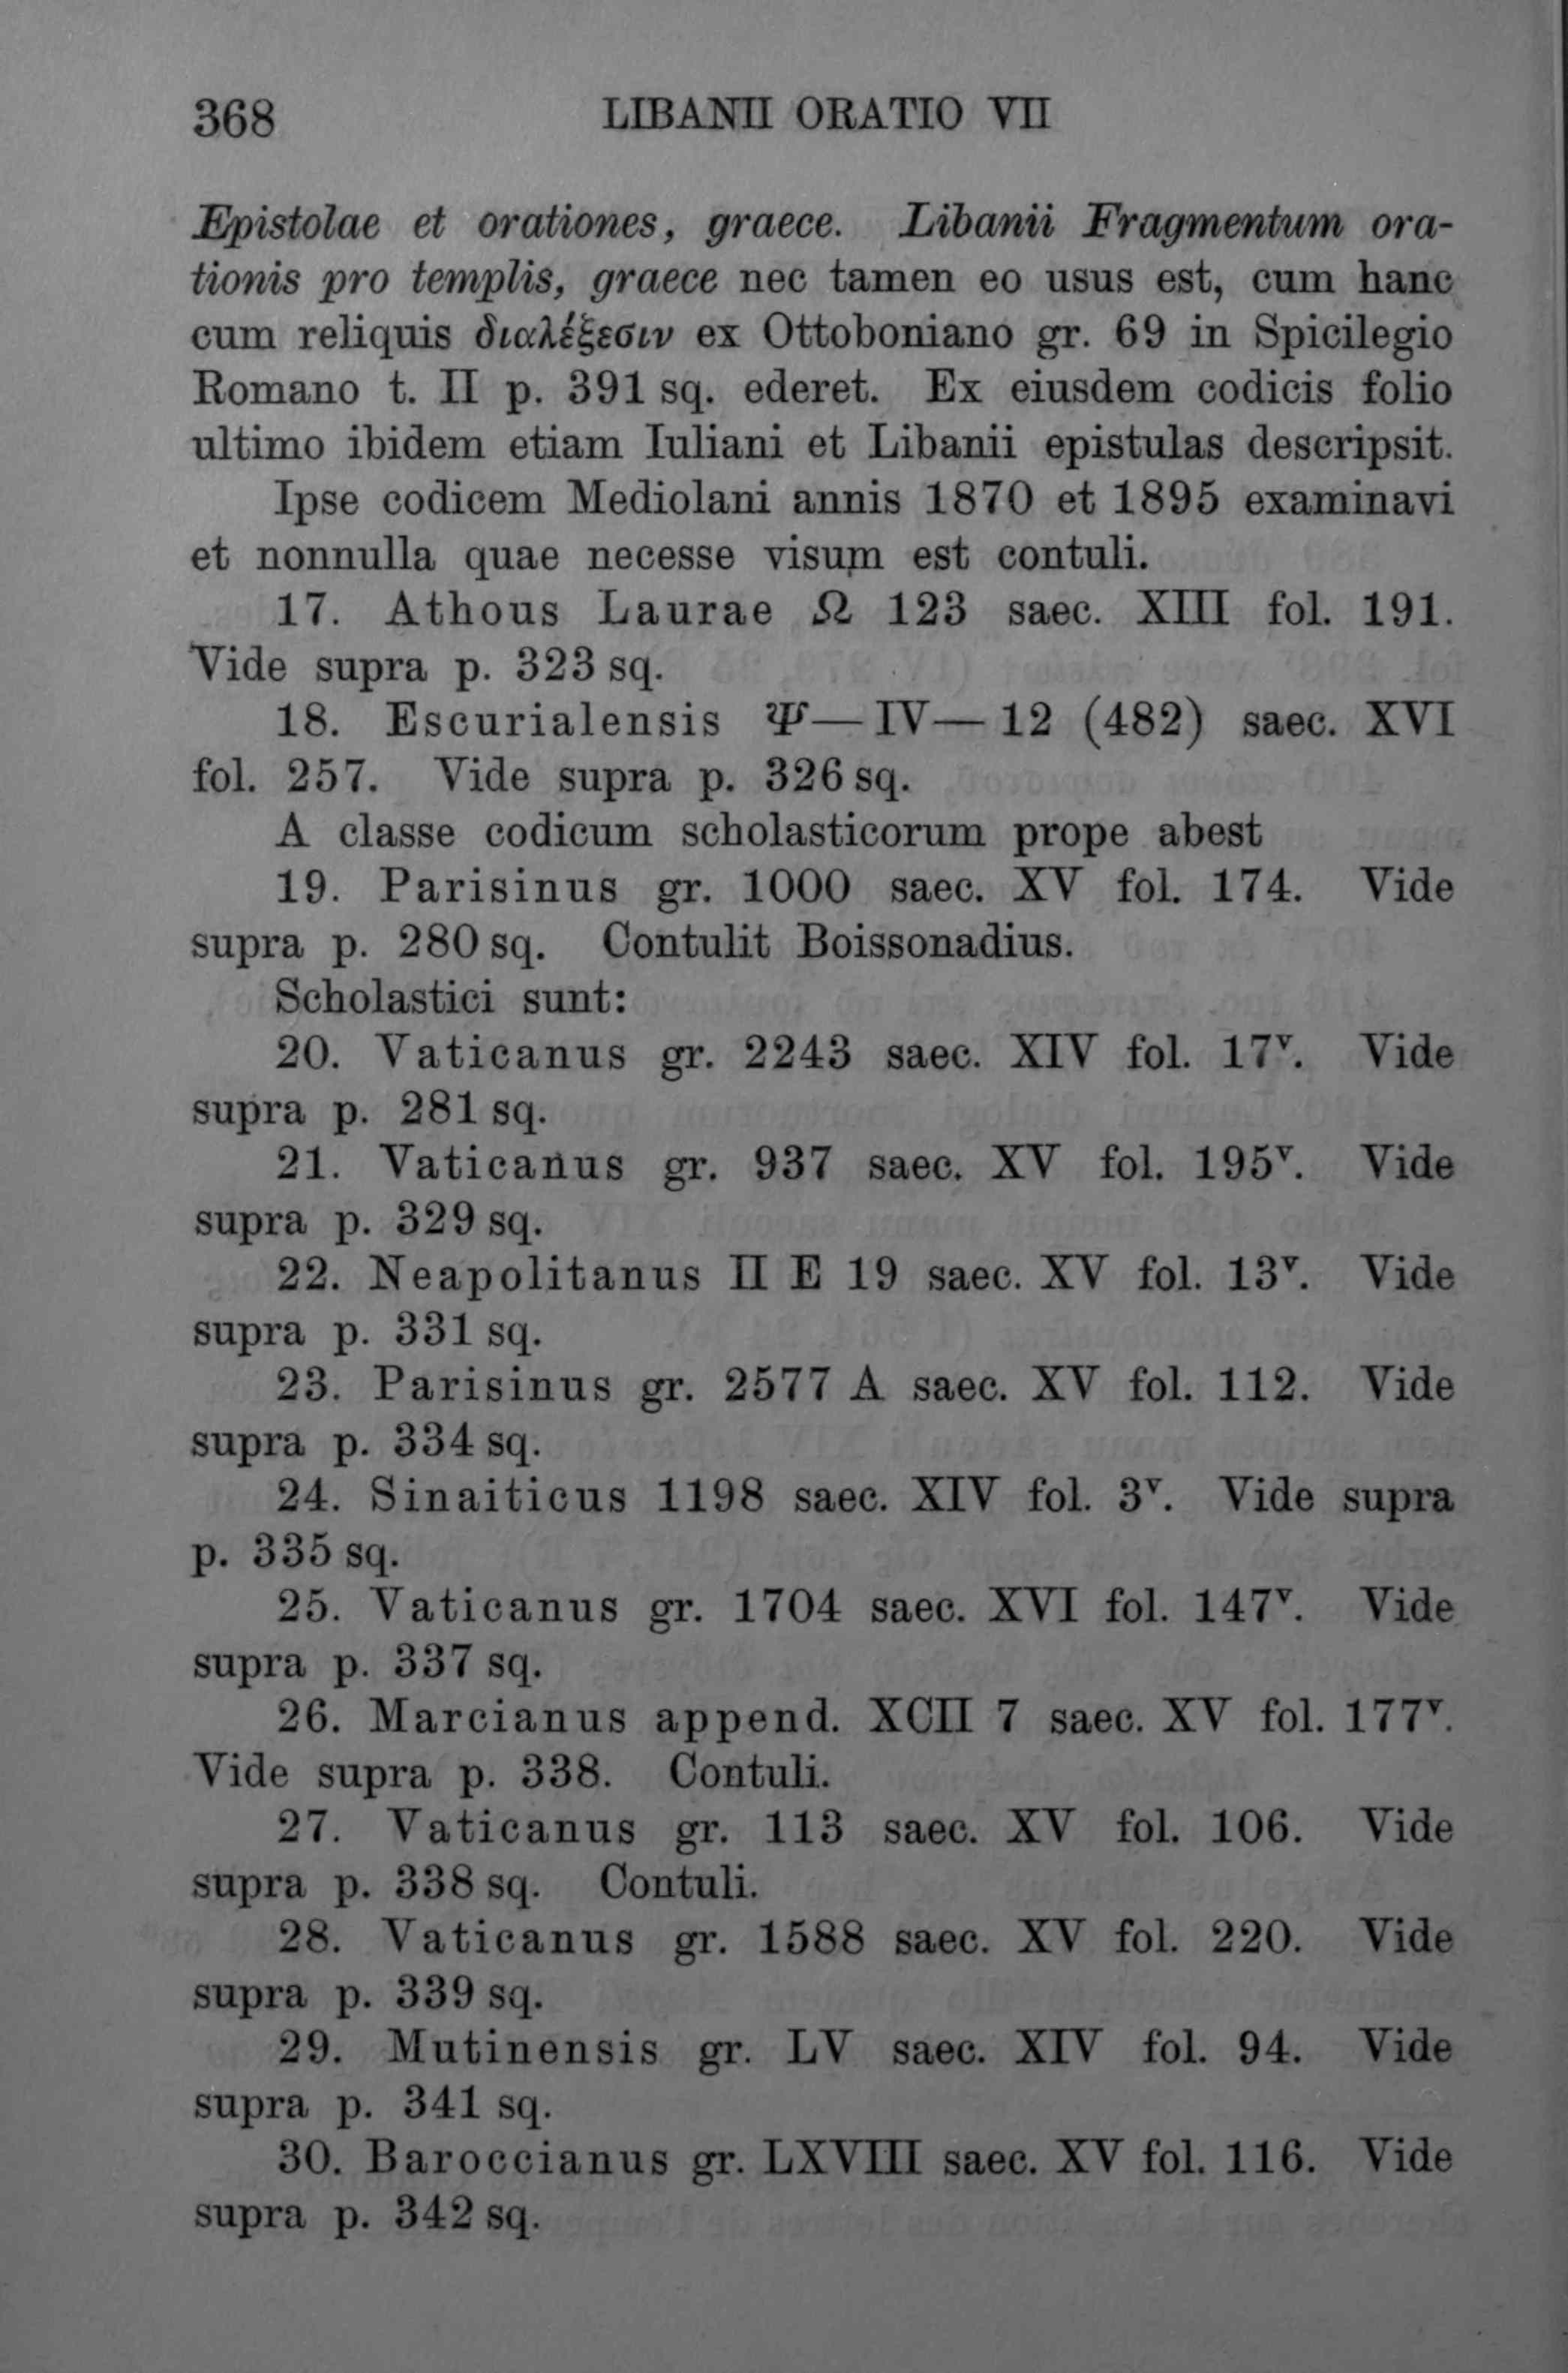 368 LIBANII ORATIO VII
Epistolae et orationes, graece. Libanii Fragmentum ora-
tionis pro templis, graece nec tamen eo usus est, cum hanc
cum reliquis διαλέξεσιν ex Ottoboniano gr. 69 in Spicilegio
Romano t. II p. 391 sq. ederet. Ex eiusdem codicis folio
ultimo ibidem etiam Iuliani et Libanii epistulas descripsit.
Ipse codicem Mediolani annis 1870 et 1895 examinavi
et nonnulla quae necesse visum est contuli.
17. Athous Laurae Ω 123 saec. XIII fol. 191.
Vide supra p. 323 sq.
18. Escurialensis Ψ—IV—12 (482) saec. XVI
fol. 257. Vide supra p. 326 sq.
A classe codicum scholasticorum prope abest
19. Parisinus gr. 1000 saec. XV fol. 174. Vide
supra p. 280 sq. Contulit Boissonadius.
Scholastici sunt:
20. Vaticanus gr. 2243 saec. XIV fol. 17ᵛ. Vide
supra p. 281 sq.
21. Vaticanus gr. 937 saec. XV fol. 195ᵛ. Vide
supra p. 329 sq.
22. Neapolitanus II E 19 saec. XV fol. 13ᵛ. Vide
supra p. 331 sq.
23. Parisinus gr. 2577 A saec. XV fol. 112. Vide
supra p. 334 sq.
24. Sinaiticus 1198 saec. XIV fol. 3ᵛ. Vide supra
p. 335 sq.
25. Vaticanus gr. 1704 saec. XVI fol. 147ᵛ. Vide
supra p. 337 sq.
26. Marcianus append. XCII 7 saec. XV fol. 177ᵛ.
Vide supra p. 338. Contuli.
27. Vaticanus gr. 113 saec. XV fol. 106. Vide
supra p. 338 sq. Contuli.
28. Vaticanus gr. 1588 saec. XV fol. 220. Vide
supra p. 339 sq.
29. Mutinensis gr. LV saec. XIV fol. 94. Vide
supra p. 341 sq.
30. Baroccianus gr. LXVIII saec. XV fol. 116. Vide
supra p. 342 sq.